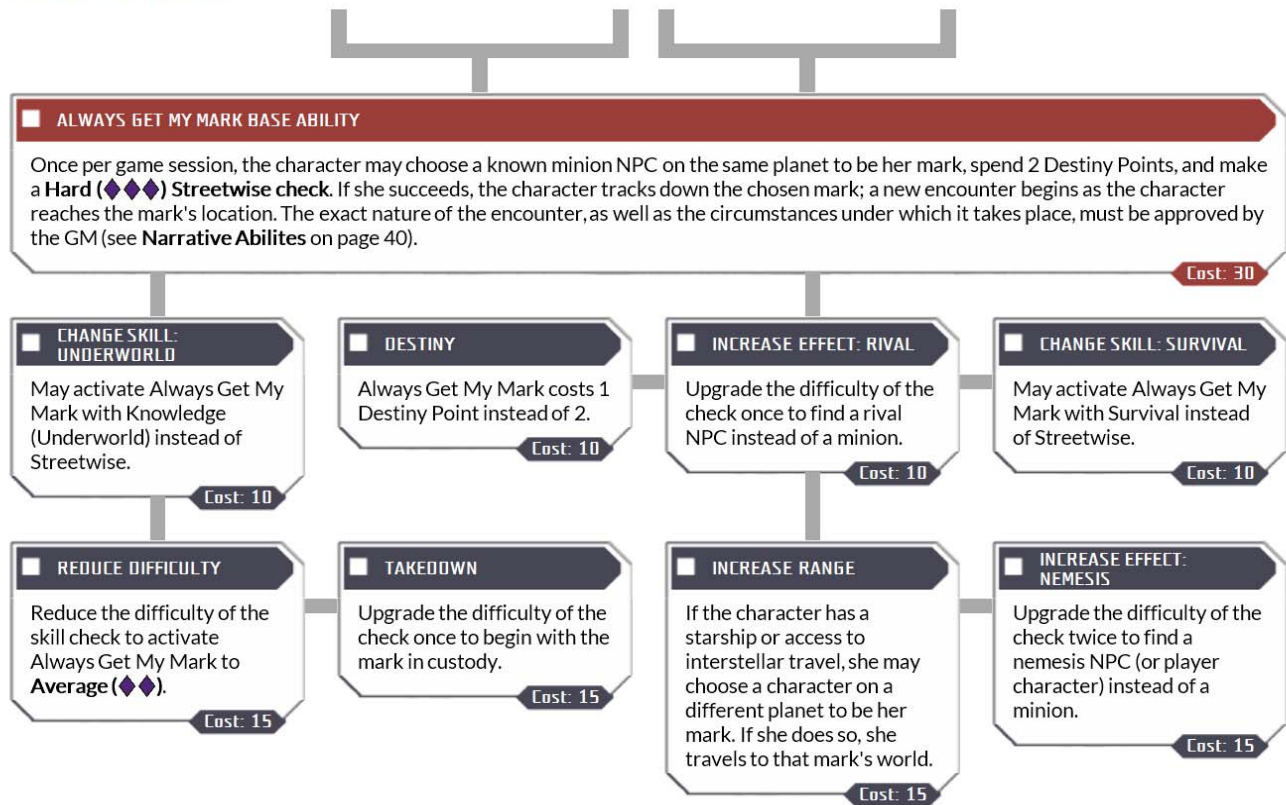 ALWAYS GET MY MARK BASE ABILITY
Once per game session, the character may choose a known minion NPC on the same planet to be her mark, spend 2 Destiny Points, and make
a Hard (◆◆◆) Streetwise check. If she succeeds, the character tracks down the chosen mark; a new encounter begins as the character
reaches the mark's location. The exact nature of the encounter, as well as the circumstances under which it takes place, must be approved by
the GM (see Narrative Abilites on page 40).
Cost: 30
CHANGE SKILL:
UNDERWORLD
May activate Always Get My
Mark with Knowledge
(Underworld) instead of
Streetwise.
Cost: 10
DESTINY
Always Get My Mark costs 1
Destiny Point instead of 2.
Cost: 10
INCREASE EFFECT: RIVAL
Upgrade the difficulty of the
check once to find a rival
NPC instead of a minion.
Cost: 10
CHANGE SKILL: SURVIVAL
May activate Always Get My
Mark with Survival instead
of Streetwise.
Cost: 10
REDUCE DIFFICULTY
Reduce the difficulty of the
skill check to activate
Always Get My Mark to
Average (◆◆).
Cost: 15
TAKEDOWN
Upgrade the difficulty of the
check once to begin with the
mark in custody.
Cost: 15
INCREASE RANGE
If the character has a
starship or access to
interstellar travel, she may
choose a character on a
different planet to be her
mark. If she does so, she
travels to that mark's world.
Cost: 15
INCREASE EFFECT:
NEMESIS
Upgrade the difficulty of the
check twice to find a
nemesis NPC (or player
character) instead of a
minion.
Cost: 15